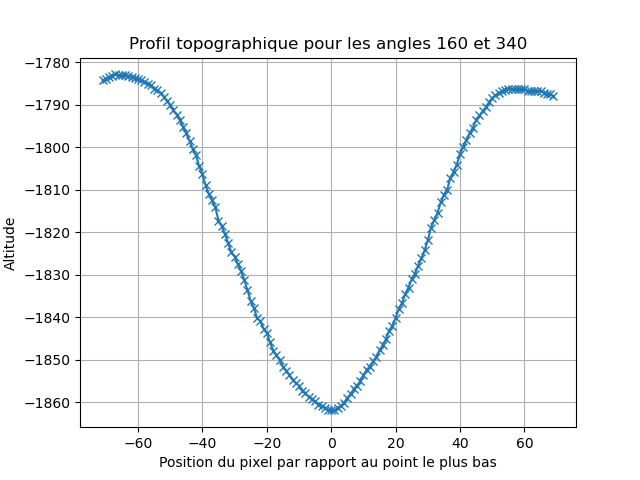 Profil topographique pour les angles 160 et 340
−1780
−1790
−1800
−1810
−1820
−1830
−1840
−1850
−1860
Altitude
−60 −40 −20 0 20 40 60
Position du pixel par rapport au point le plus bas